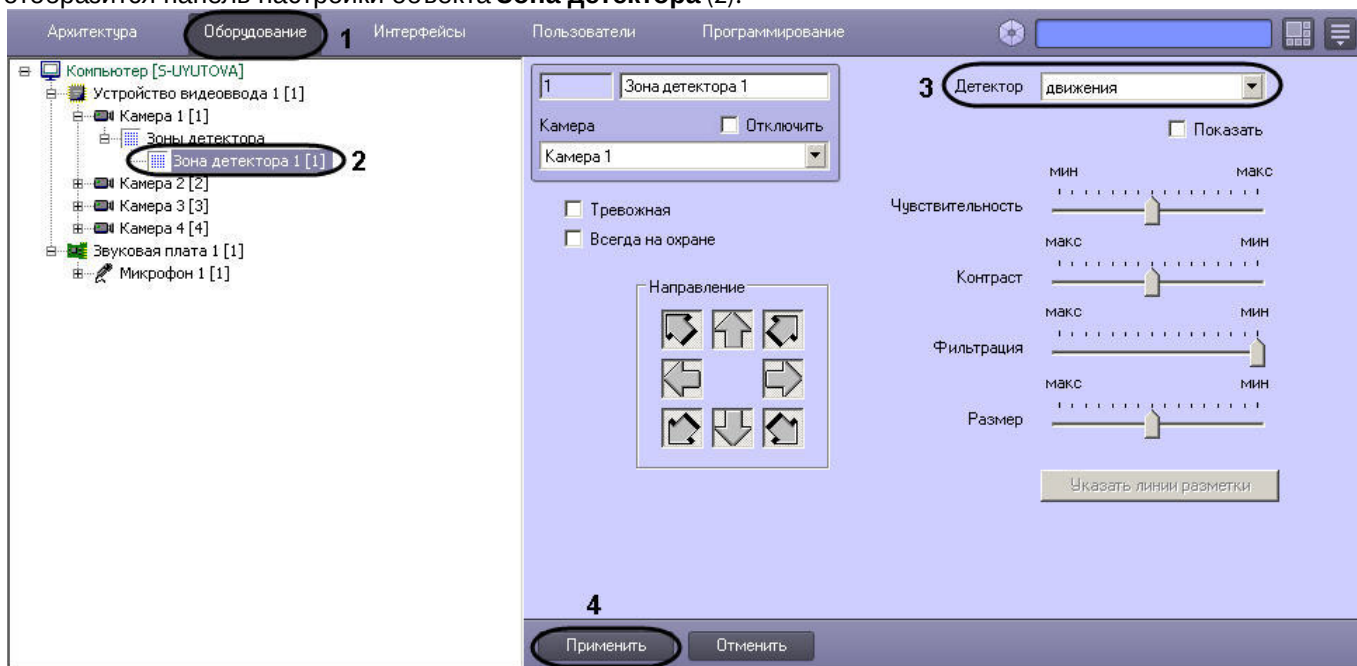 отобразится панель настройки объекта Зона детектора (2).
Архитектура Оборудование 1 Интерфейсы Пользователи Программирование
Компьютер [S-UYUTOVA]
Устройство видеоввода 1 [1]
Камера 1 [1]
Зоны детектора
Зона детектора 1 [1] 2
Камера 2 [2]
Камера 3 [3]
Камера 4 [4]
Звуковая плата 1 [1]
Микрофон 1 [1]
1 Зона детектора 1
Камера Отключить
Камера 1
Тревожная
Всегда на охране
Направление
3 Детектор движения
Показать
мин макс
Чувствительность
макс мин
Контраст
макс мин
Фильтрация
макс мин
Размер
Указать линии разметки
4
Применить Отменить